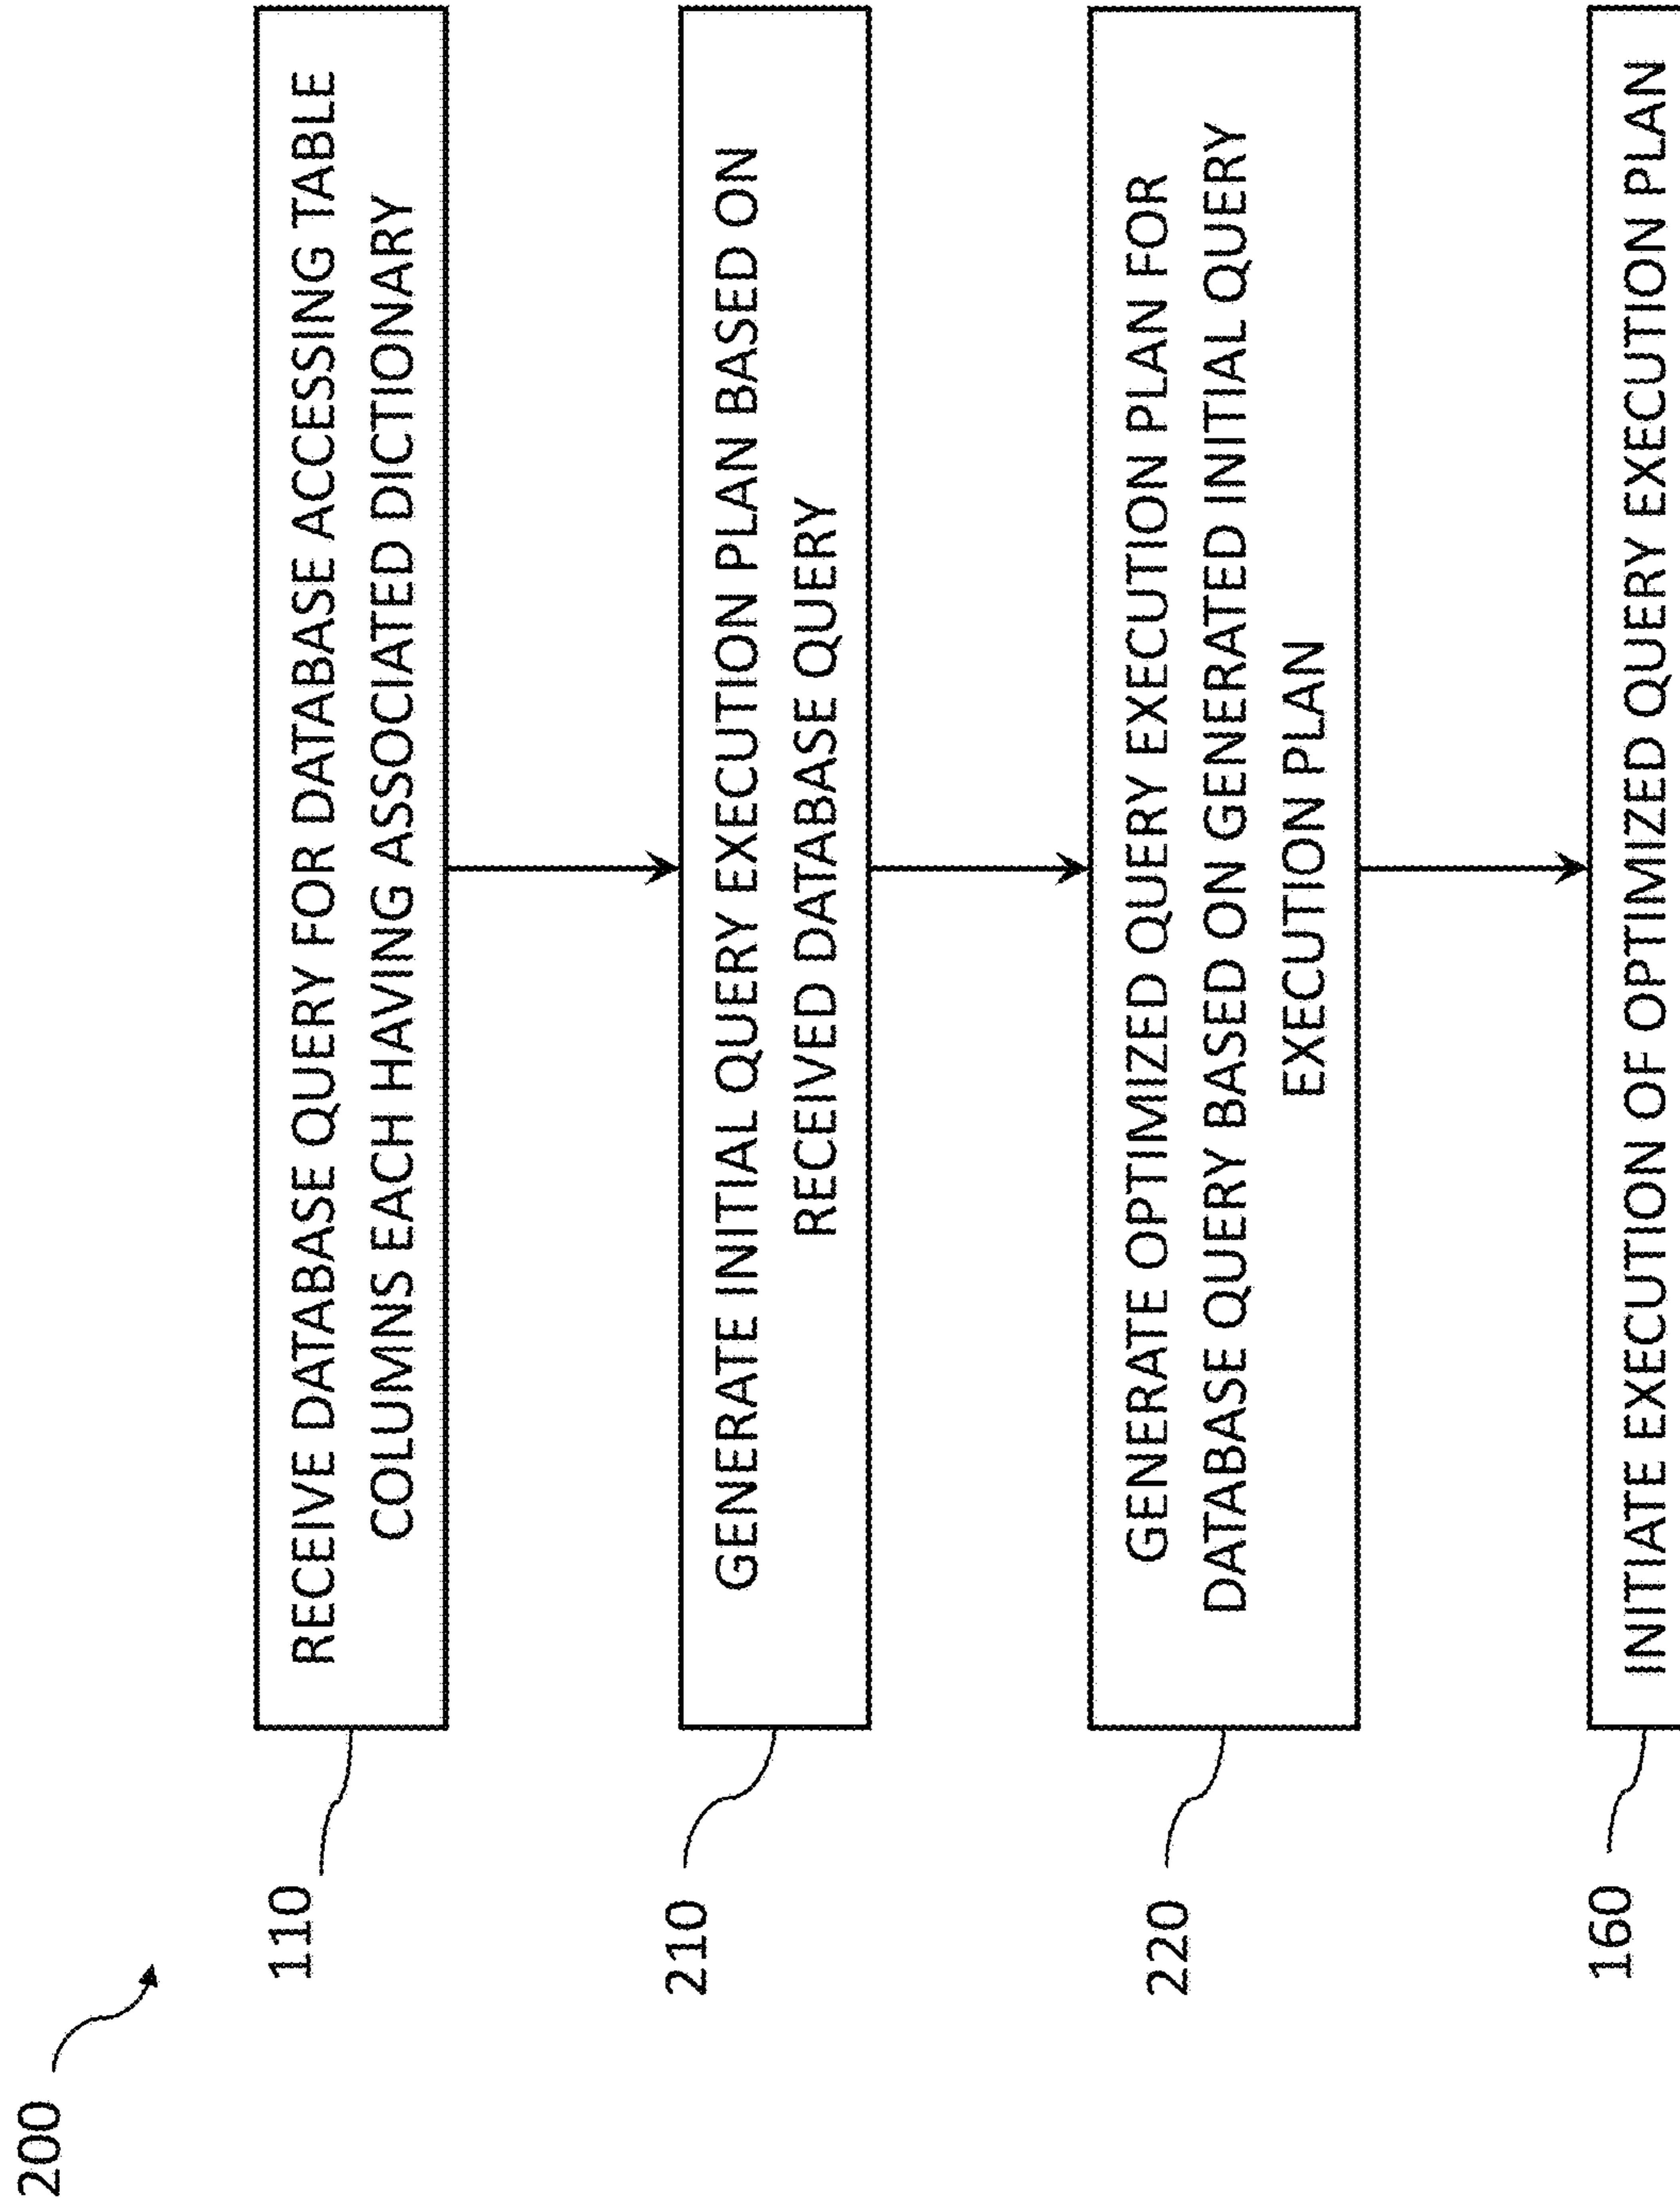 200
110
RECEIVE DATABASE QUERY FOR DATABASE ACCESSING TABLE
COLUMNS EACH HAVING ASSOCIATED DICTIONARY
210
GENERATE INITIAL QUERY EXECUTION PLAN BASED ON
RECEIVED DATABASE QUERY
220
GENERATE OPTIMIZED QUERY EXECUTION PLAN FOR
DATABASE QUERY BASED ON GENERATED INITIAL QUERY
EXECUTION PLAN
160
INITIATE EXECUTION OF OPTIMIZED QUERY EXECUTION PLAN